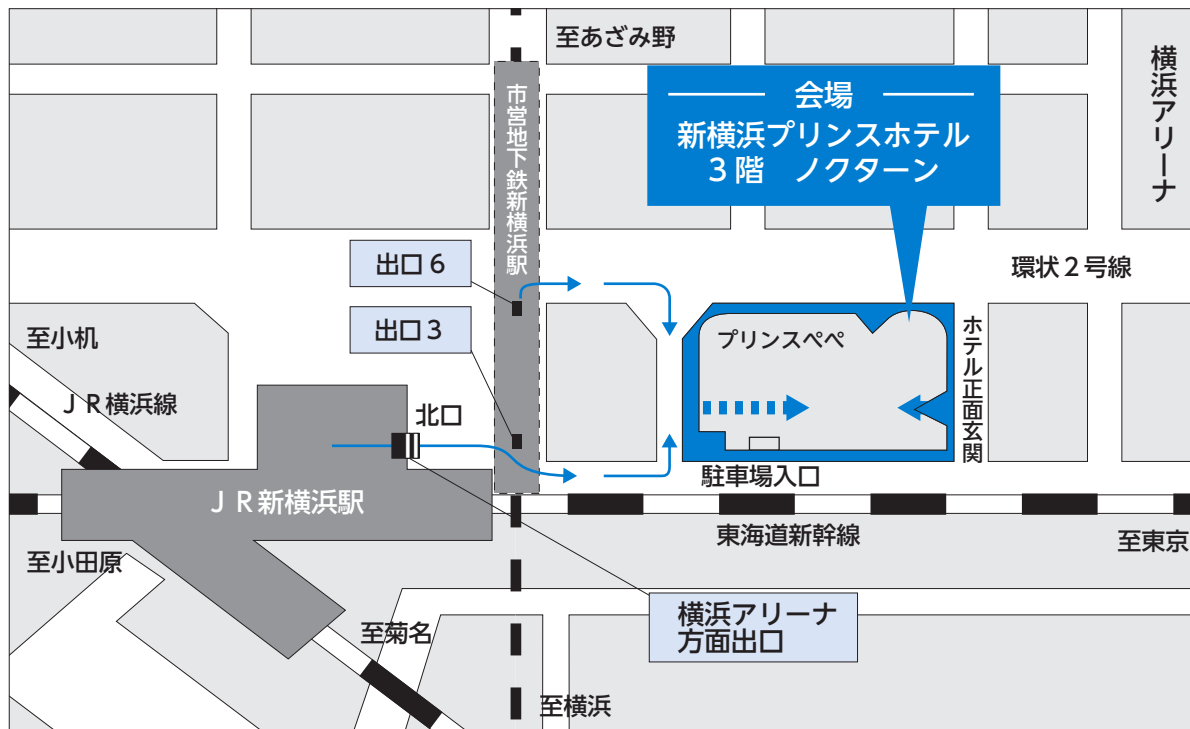 至あざみ野
横浜アリーナ
市営地下鉄新横浜駅
会場
新横浜プリンスホテル
３階　ノクターン
出口６
環状２号線
出口３
至小机
プリンスペペ
ホテル正面玄関
ＪＲ横浜線
北口
駐車場入口
ＪＲ新横浜駅
東海道新幹線
至東京
至小田原
横浜アリーナ
方面出口
至菊名
至横浜